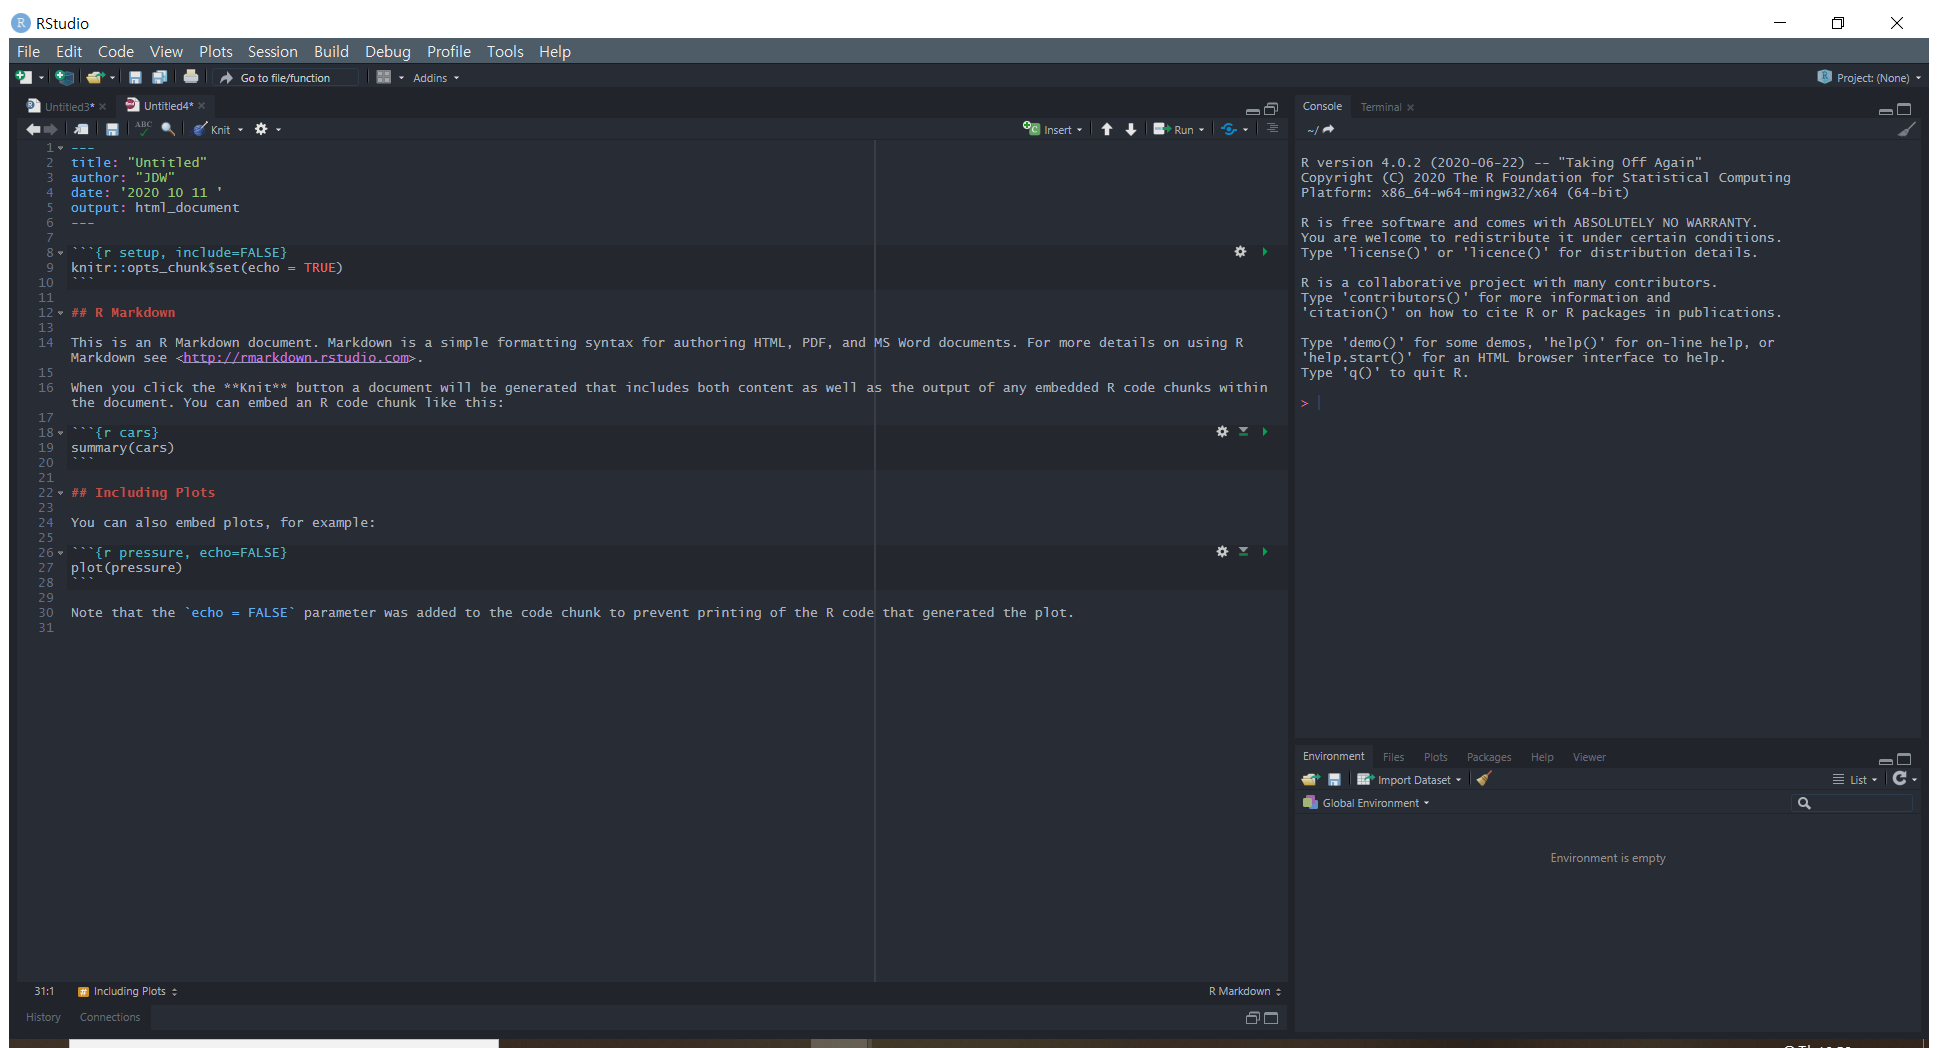 RStudio
File Edit Code View Plots Session Build Debug Profile Tools Help
Go to file/function Addins Project: (None)
Untitled3* Untitled4*
ABC Knit Insert Run
1 ---
2 title: "Untitled"
3 author: "JDW"
4 date: '2020 10 11 '
5 output: html_document
6 ---
7
8 ```{r setup, include=FALSE}
9 knitr::opts_chunk$set(echo = TRUE)
10 ```
11
12 ## R Markdown
13
14 This is an R Markdown document. Markdown is a simple formatting syntax for authoring HTML, PDF, and MS Word documents. For more details on using R
Markdown see <http://rmarkdown.rstudio.com>.
15
16 When you click the **Knit** button a document will be generated that includes both content as well as the output of any embedded R code chunks within
the document. You can embed an R code chunk like this:
17
18 ```{r cars}
19 summary(cars)
20 ```
21
22 ## Including Plots
23
24 You can also embed plots, for example:
25
26 ```{r pressure, echo=FALSE}
27 plot(pressure)
28 ```
29
30 Note that the `echo = FALSE` parameter was added to the code chunk to prevent printing of the R code that generated the plot.
31
31:1 # Including Plots R Markdown
History Connections
Console Terminal
~/
R version 4.0.2 (2020-06-22) -- "Taking Off Again"
Copyright (C) 2020 The R Foundation for Statistical Computing
Platform: x86_64-w64-mingw32/x64 (64-bit)
R is free software and comes with ABSOLUTELY NO WARRANTY.
You are welcome to redistribute it under certain conditions.
Type 'license()' or 'licence()' for distribution details.
R is a collaborative project with many contributors.
Type 'contributors()' for more information and
'citation()' on how to cite R or R packages in publications.
Type 'demo()' for some demos, 'help()' for on-line help, or
'help.start()' for an HTML browser interface to help.
Type 'q()' to quit R.
>
Environment Files Plots Packages Help Viewer
Import Dataset List
Global Environment
Environment is empty